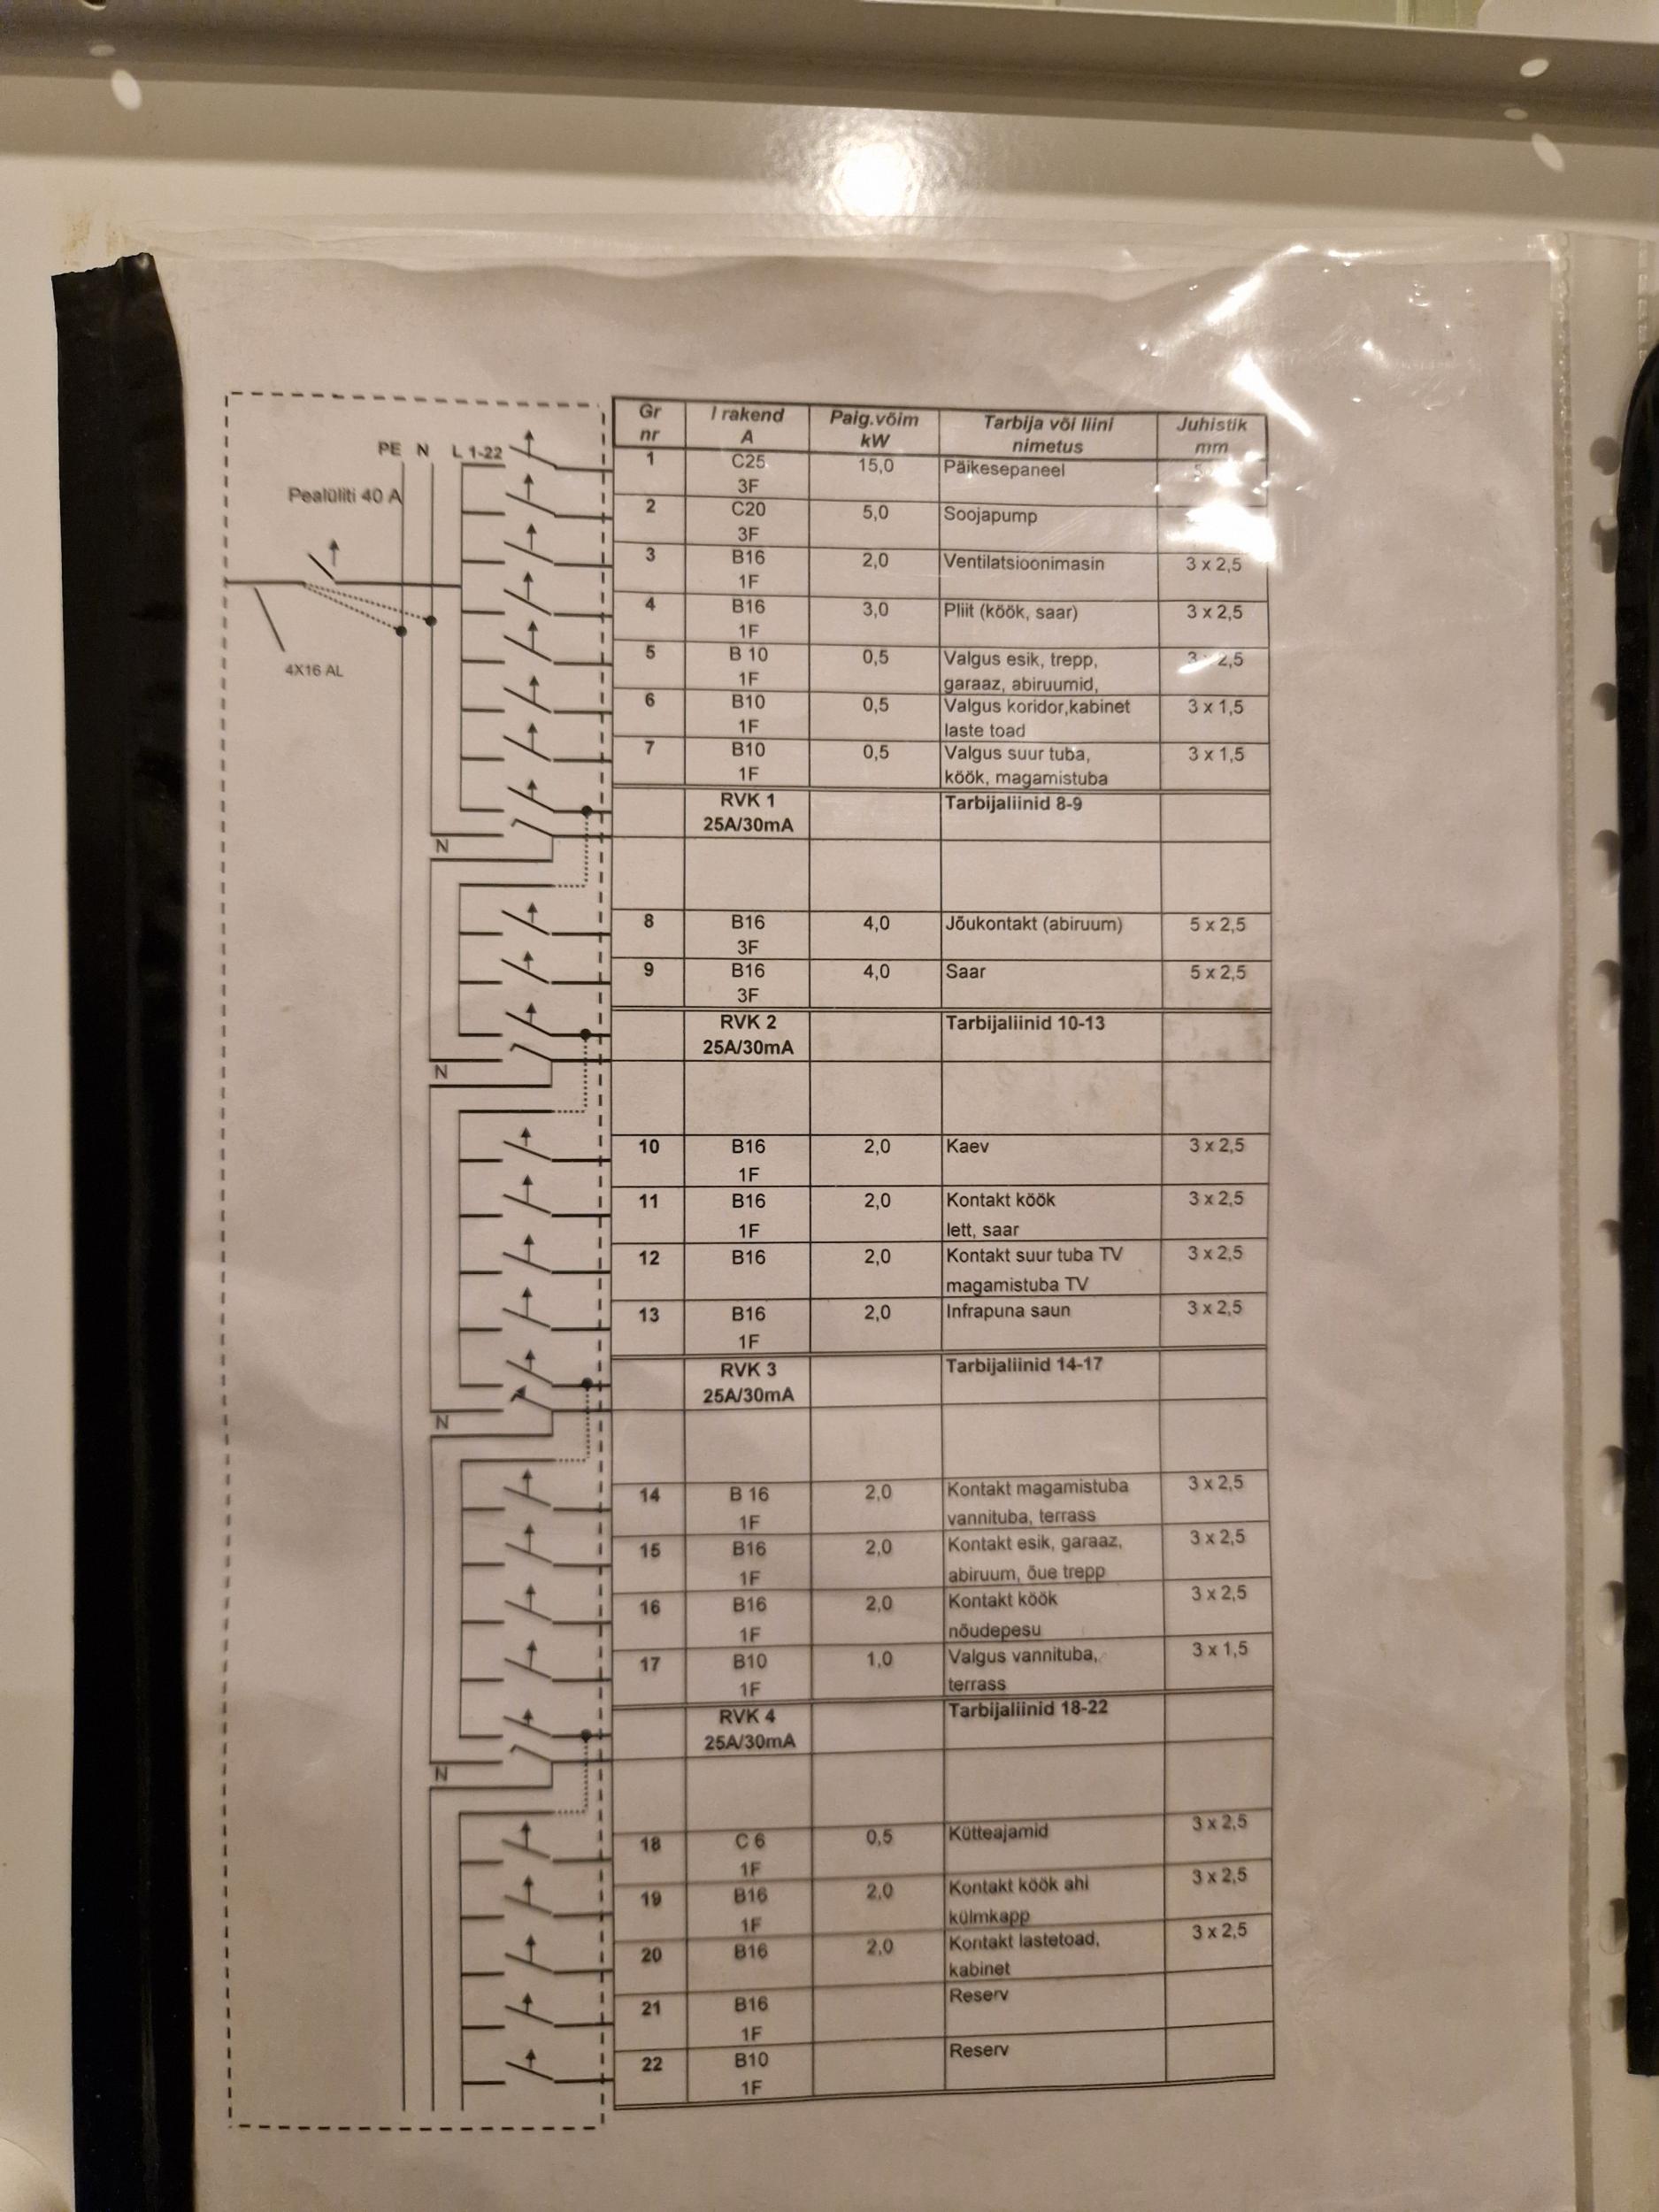 Gr nr | I rakend A | Paig.võim kW | Tarbija või liini nimetus | Juhistik mm
PE N L 1-22
Pealüliti 40 A
4X16 AL
1 | C25 3F | 15,0 | Päikesepaneel
2 | C20 3F | 5,0 | Soojapump
3 | B16 1F | 2,0 | Ventilatsioonimasin | 3 x 2,5
4 | B16 1F | 3,0 | Pliit (köök, saar) | 3 x 2,5
5 | B 10 1F | 0,5 | Valgus esik, trepp, garaaz, abiruumid, | 3 2,5
6 | B10 1F | 0,5 | Valgus koridor,kabinet laste toad | 3 x 1,5
7 | B10 1F | 0,5 | Valgus suur tuba, köök, magamistuba | 3 x 1,5
RVK 1 25A/30mA | Tarbijaliinid 8-9
N
8 | B16 3F | 4,0 | Jõukontakt (abiruum) | 5 x 2,5
9 | B16 3F | 4,0 | Saar | 5 x 2,5
RVK 2 25A/30mA | Tarbijaliinid 10-13
N
10 | B16 1F | 2,0 | Kaev | 3 x 2,5
11 | B16 1F | 2,0 | Kontakt köök lett, saar | 3 x 2,5
12 | B16 | 2,0 | Kontakt suur tuba TV magamistuba TV | 3 x 2,5
13 | B16 1F | 2,0 | Infrapuna saun | 3 x 2,5
RVK 3 25A/30mA | Tarbijaliinid 14-17
N
14 | B 16 1F | 2,0 | Kontakt magamistuba vannituba, terrass | 3 x 2,5
15 | B16 1F | 2,0 | Kontakt esik, garaaz, abiruum, õue trepp | 3 x 2,5
16 | B16 1F | 2,0 | Kontakt köök nõudepesu | 3 x 2,5
17 | B10 1F | 1,0 | Valgus vannituba, terrass | 3 x 1,5
RVK 4 25A/30mA | Tarbijaliinid 18-22
N
18 | C 6 1F | 0,5 | Kütteajamid | 3 x 2,5
19 | B16 1F | 2,0 | Kontakt köök ahi külmkapp | 3 x 2,5
20 | B16 | 2,0 | Kontakt lastetoad, kabinet | 3 x 2,5
21 | B16 1F | Reserv
22 | B10 1F | Reserv